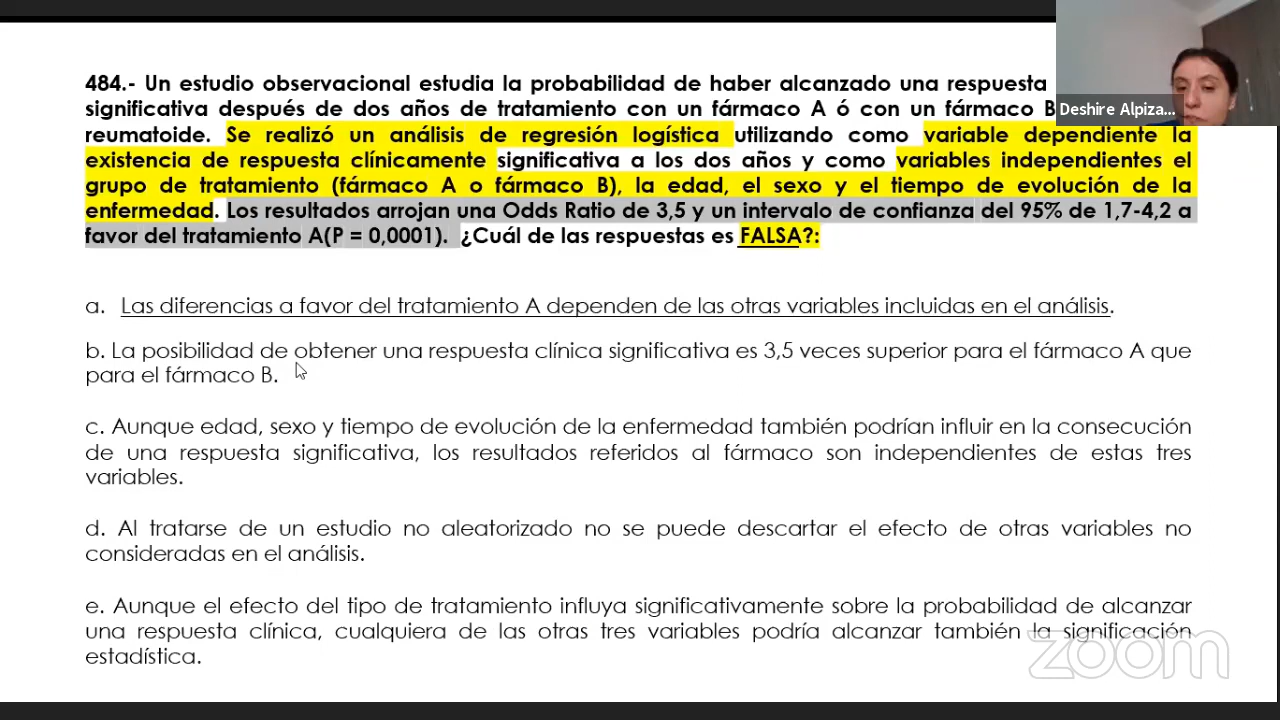 484.- Un estudio observacional estudia la probabilidad de haber alcanzado una respuesta
significativa después de dos años de tratamiento con un fármaco A ó con un fármaco B
reumatoide. Se realizó un análisis de regresión logística utilizando como variable dependiente la
existencia de respuesta clínicamente significativa a los dos años y como variables independientes el
grupo de tratamiento (fármaco A o fármaco B), la edad, el sexo y el tiempo de evolución de la
enfermedad. Los resultados arrojan una Odds Ratio de 3,5 y un intervalo de confianza del 95% de 1,7-4,2 a
favor del tratamiento A(P = 0,0001). ¿Cuál de las respuestas es FALSA?:
Deshire Alpiza...
a. Las diferencias a favor del tratamiento A dependen de las otras variables incluidas en el análisis.
b. La posibilidad de obtener una respuesta clínica significativa es 3,5 veces superior para el fármaco A que
para el fármaco B.
c. Aunque edad, sexo y tiempo de evolución de la enfermedad también podrían influir en la consecución
de una respuesta significativa, los resultados referidos al fármaco son independientes de estas tres
variables.
d. Al tratarse de un estudio no aleatorizado no se puede descartar el efecto de otras variables no
consideradas en el análisis.
e. Aunque el efecto del tipo de tratamiento influya significativamente sobre la probabilidad de alcanzar
una respuesta clínica, cualquiera de las otras tres variables podría alcanzar también la significación
estadística.
zoom